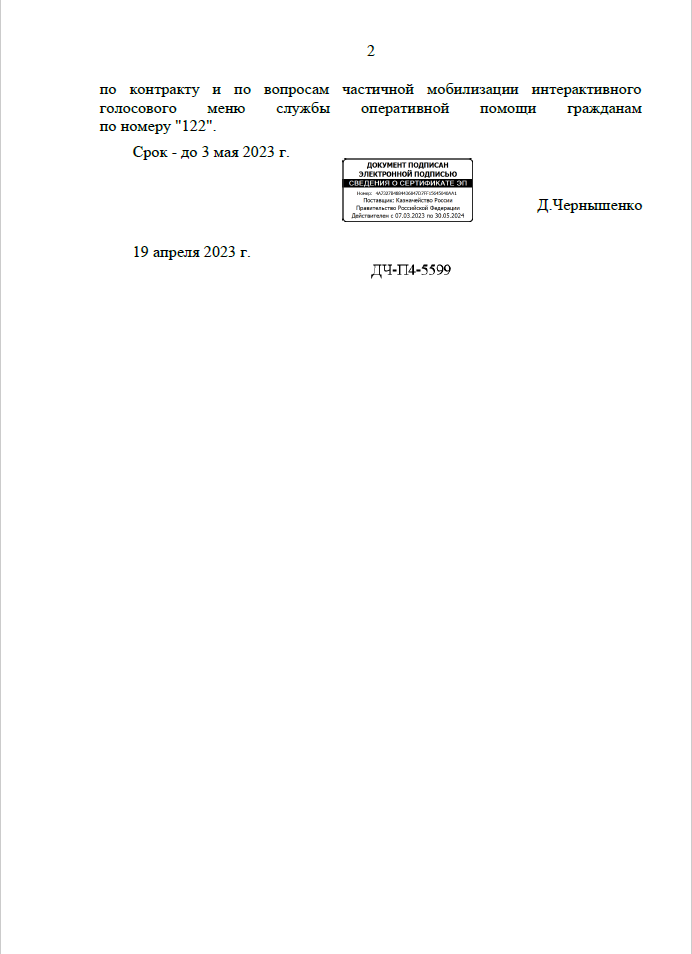 2
по контракту и по вопросам частичной мобилизации интерактивного
голосового меню службы оперативной помощи гражданам
по номеру "122".
Срок - до 3 мая 2023 г.
ДОКУМЕНТ ПОДПИСАН
ЭЛЕКТРОННОЙ ПОДПИСЬЮ
СВЕДЕНИЯ О СЕРТИФИКАТЕ ЭП
Номер:
Поставщик: Казначейство России
Правительство Российской Федерации
Действителен с 07.03.2023 по 30.05.2024
Д.Чернышенко
19 апреля 2023 г.
ДЧ-П4-5599